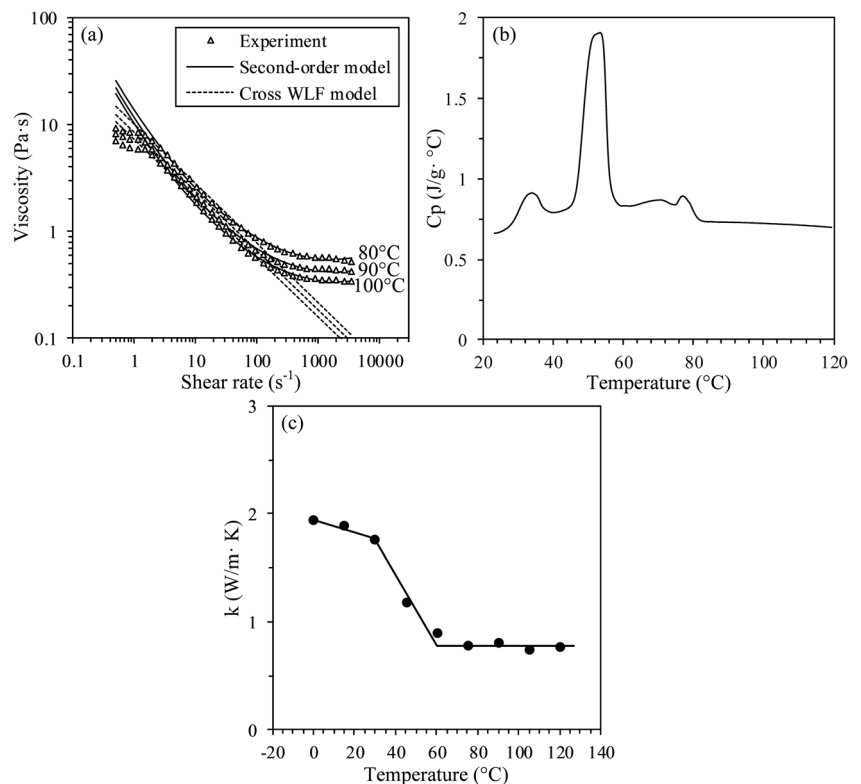 (a)
Experiment
Second-order model
Cross WLF model
Viscosity (Pa·s)
100
10
1
0.1
80°C
90°C
100°C
0.1 1 10 100 1000 10000
Shear rate (s-1)
(b)
Cp (J/g· °C)
2
1.5
1
0.5
0
20 40 60 80 100 120
Temperature (°C)
(c)
k (W/m· K)
3
2
1
0
-20 0 20 40 60 80 100 120 140
Temperature (°C)